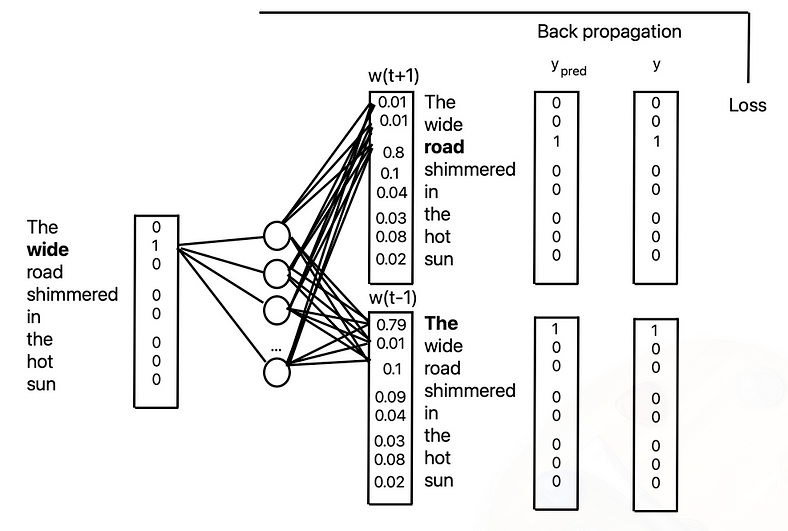 Back propagation
y pred
y
Loss
w(t+1)
0.01 The 0 0
0.01 wide 0 0
0.8 road 1 1
0.1 shimmered 0 0
0.04 in 0 0
0.03 the 0 0
0.08 hot 0 0
0.02 sun 0 0
The 0
wide 1
road 0
shimmered 0
in 0
the 0
hot 0
sun 0
...
w(t-1)
0.79 The 1 1
0.01 wide 0 0
0.1 road 0 0
0.09 shimmered 0 0
0.04 in 0 0
0.03 the 0 0
0.08 hot 0 0
0.02 sun 0 0